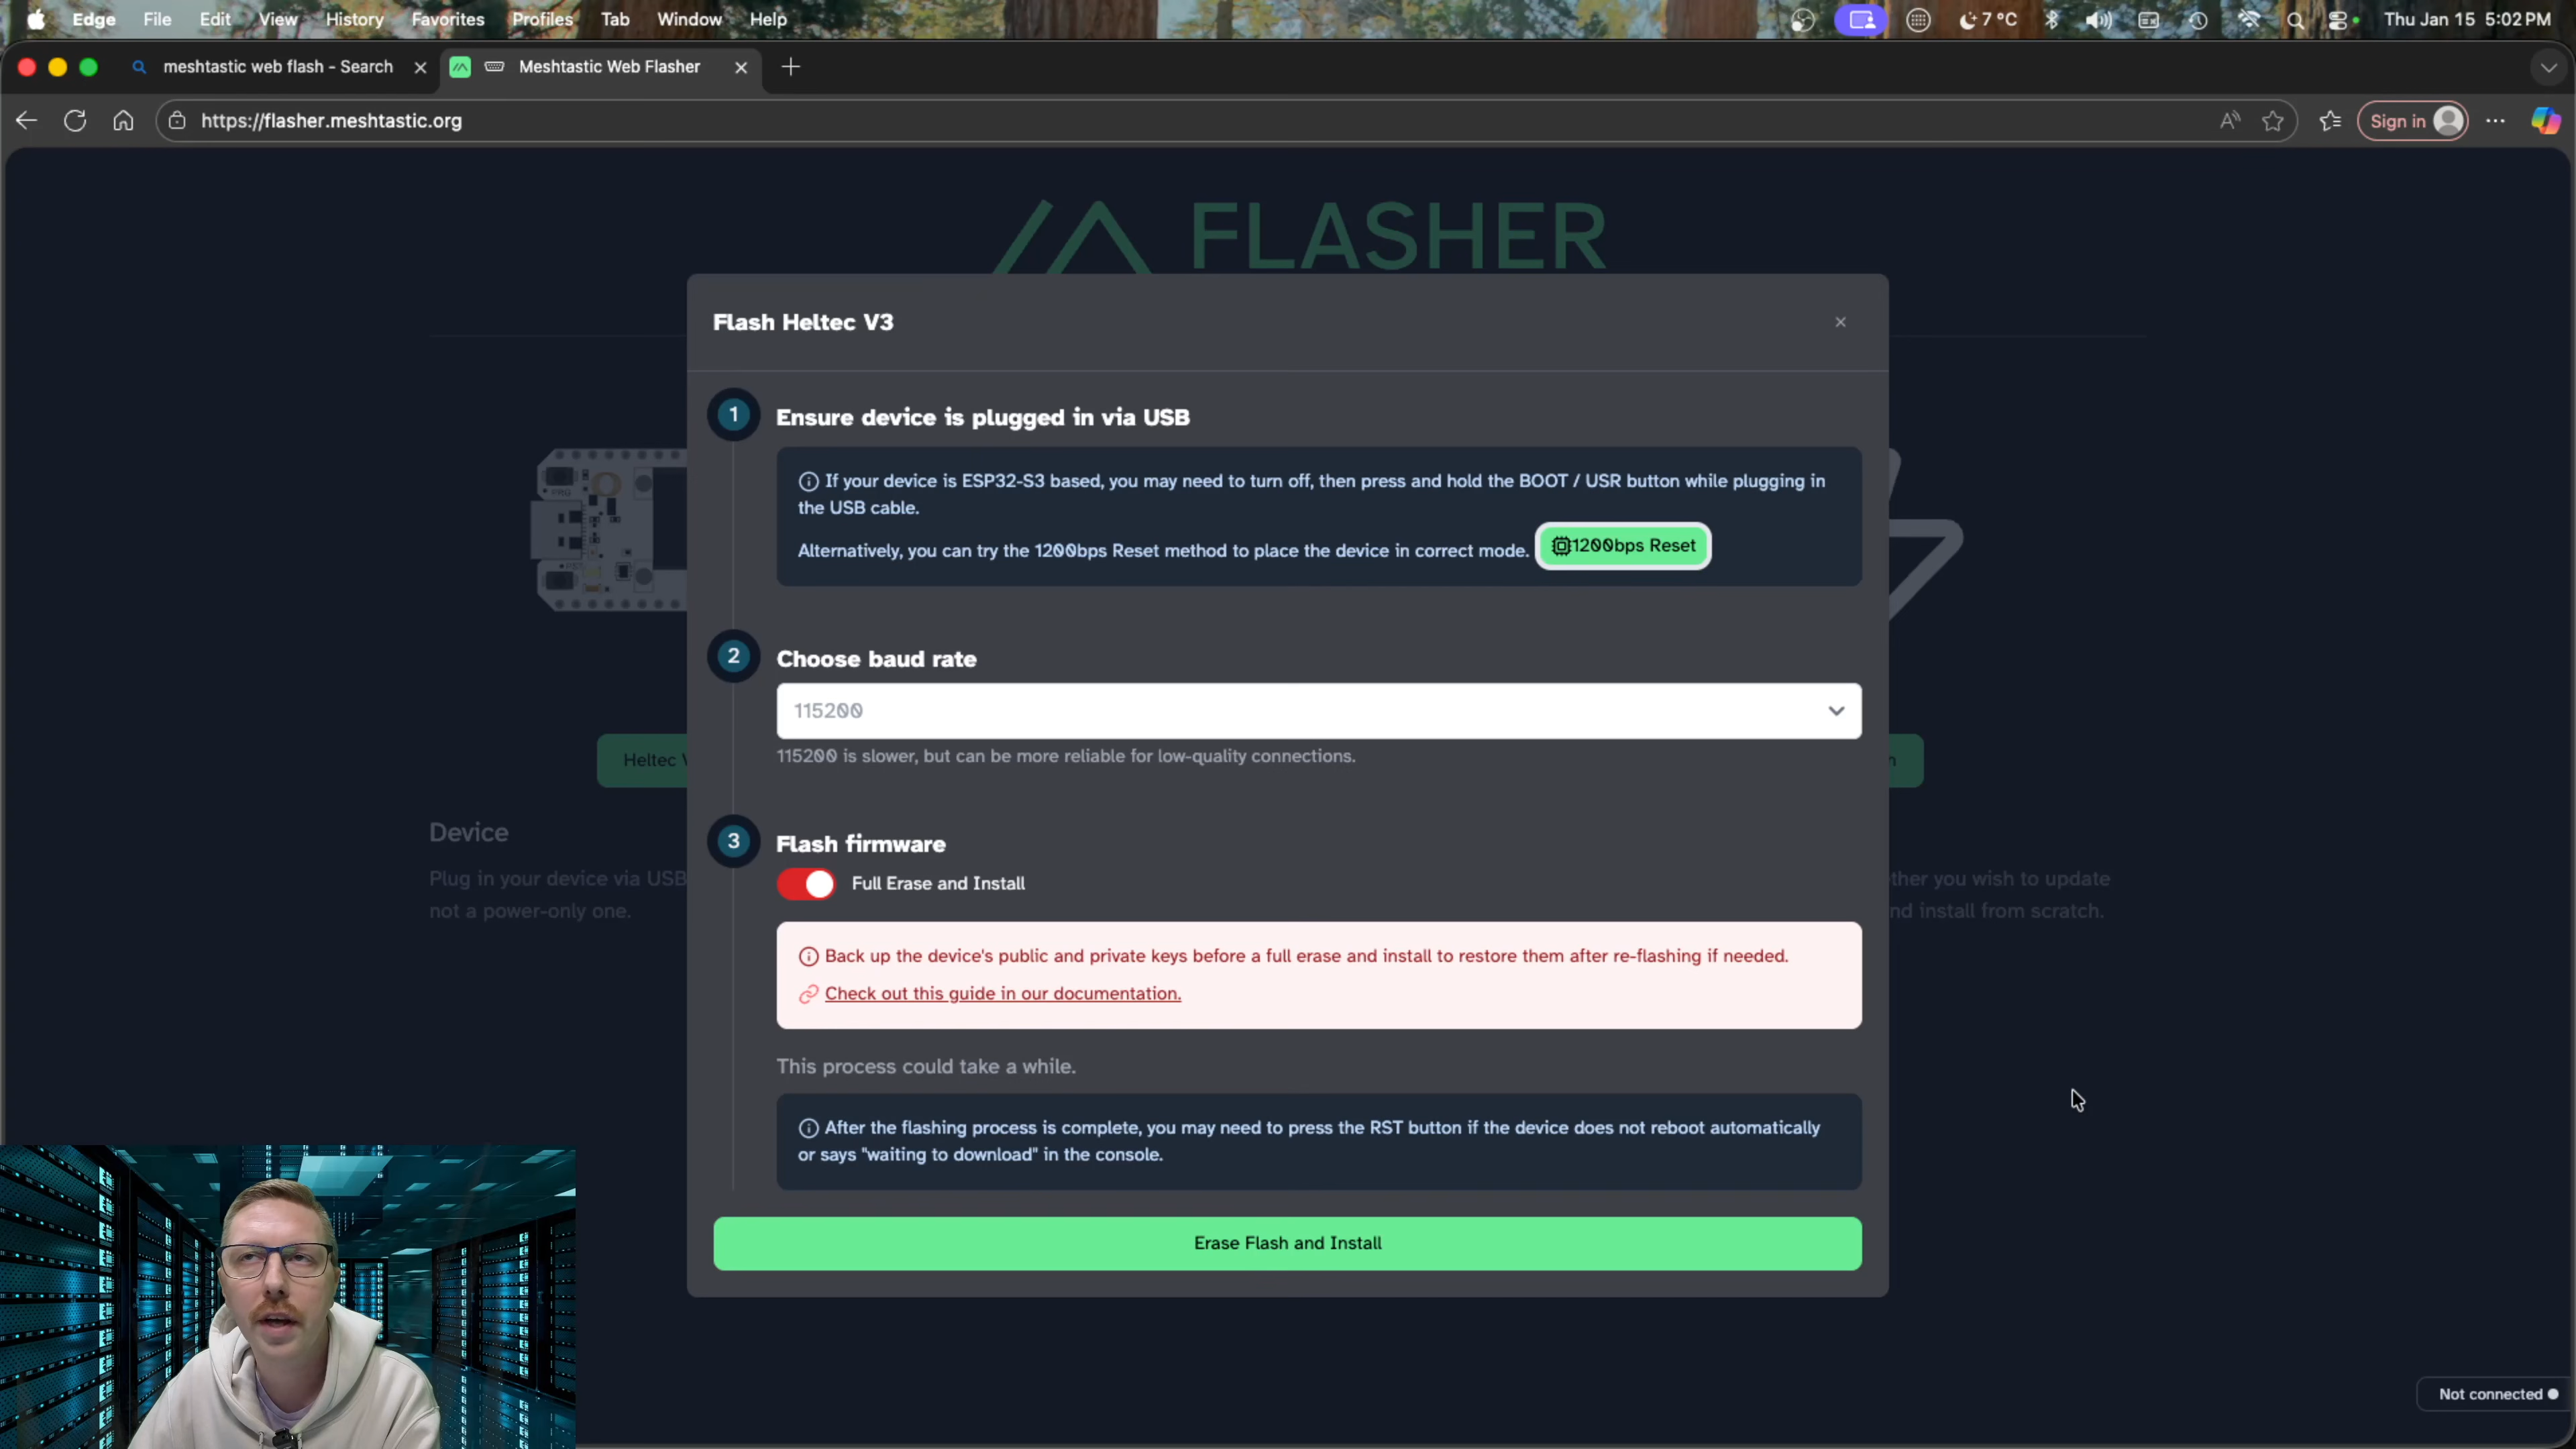 Edge File Edit View History Favorites Profiles Tab Window Help 7 °C Thu Jan 15 5:02 PM
meshtastic web flash - Search Meshtastic Web Flasher
https://flasher.meshtastic.org Sign in
FLASHER
Flash Heltec V3
1 Ensure device is plugged in via USB
If your device is ESP32-S3 based, you may need to turn off, then press and hold the BOOT / USR button while plugging in
the USB cable.
Alternatively, you can try the 1200bps Reset method to place the device in correct mode. 1200bps Reset
2 Choose baud rate
115200
115200 is slower, but can be more reliable for low-quality connections.
Heltec
Device
Plug in your device via USB
not a power-only one.
3 Flash firmware
Full Erase and Install
Back up the device's public and private keys before a full erase and install to restore them after re-flashing if needed.
Check out this guide in our documentation.
This process could take a while.
After the flashing process is complete, you may need to press the RST button if the device does not reboot automatically
or says "waiting to download" in the console.
Erase Flash and Install
ther you wish to update
nd install from scratch.
Not connected